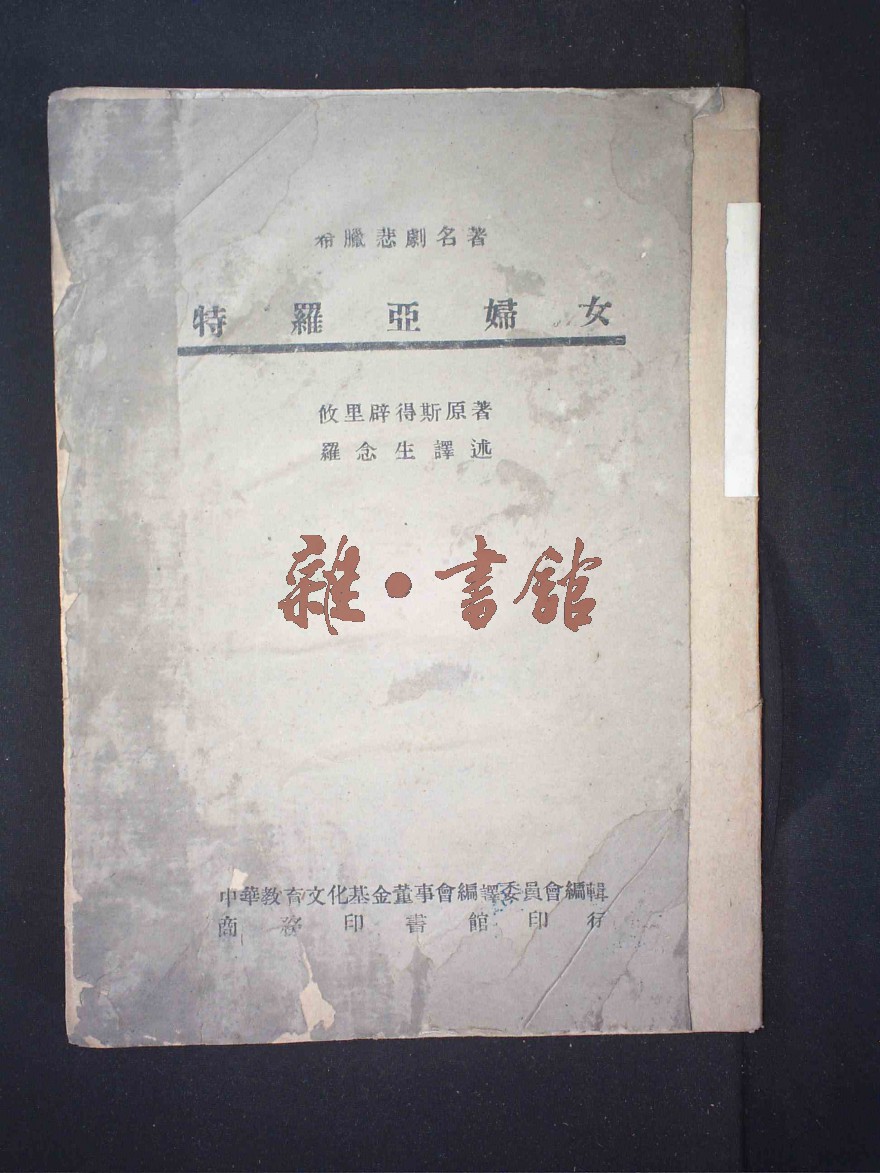 希臘悲劇名著
特羅亞婦女
攸里辟得斯原著
羅念生譯述
雜·書館
中華教育文化基金董事會編譯委員會編輯
商務印書館印行